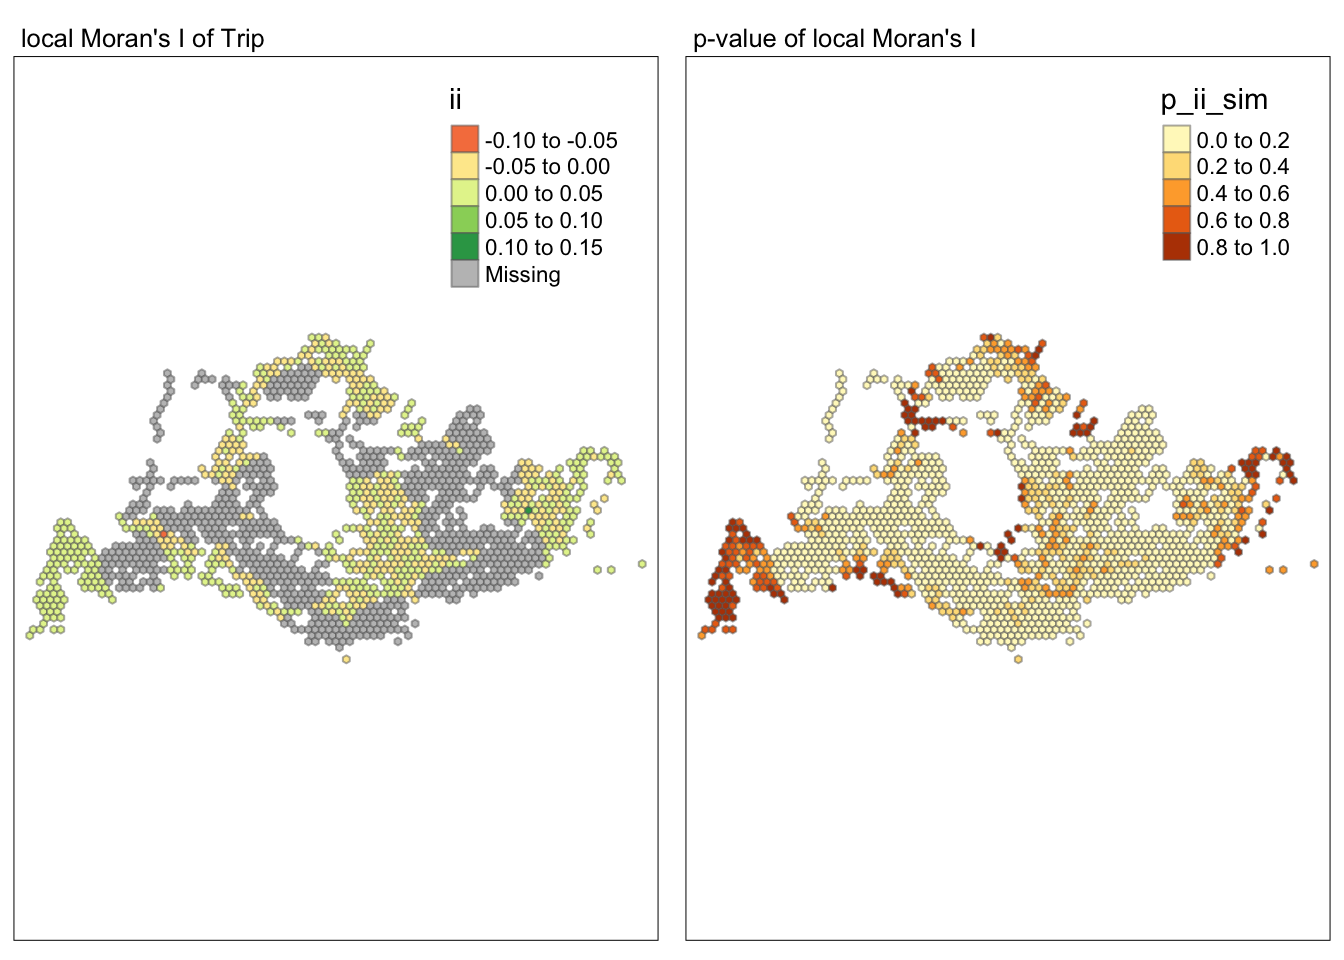 local Moran's I of Trip
ii
-0.10 to -0.05
-0.05 to 0.00
0.00 to 0.05
0.05 to 0.10
0.10 to 0.15
Missing
p-value of local Moran's I
p_ii_sim
0.0 to 0.2
0.2 to 0.4
0.4 to 0.6
0.6 to 0.8
0.8 to 1.0